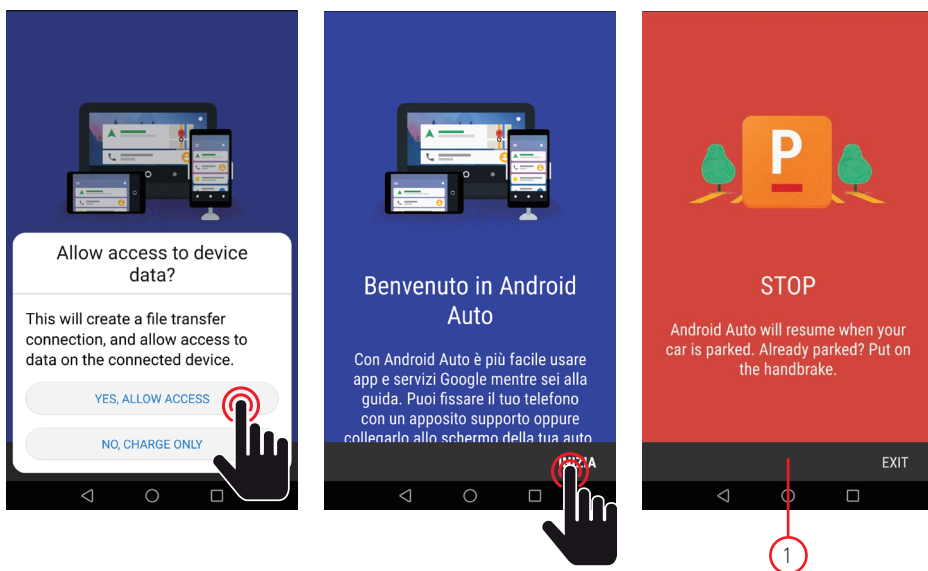 Allow access to device
data?
This will create a file transfer
connection, and allow access to
data on the connected device.
YES, ALLOW ACCESS
NO, CHARGE ONLY
Benvenuto in Android
Auto
Con Android Auto è più facile usare
app e servizi Google mentre sei alla
guida. Puoi fissare il tuo telefono
con un apposito supporto oppure
collegarlo allo schermo della tua auto
INIZIA
P
STOP
Android Auto will resume when your
car is parked. Already parked? Put on
the handbrake.
EXIT
1